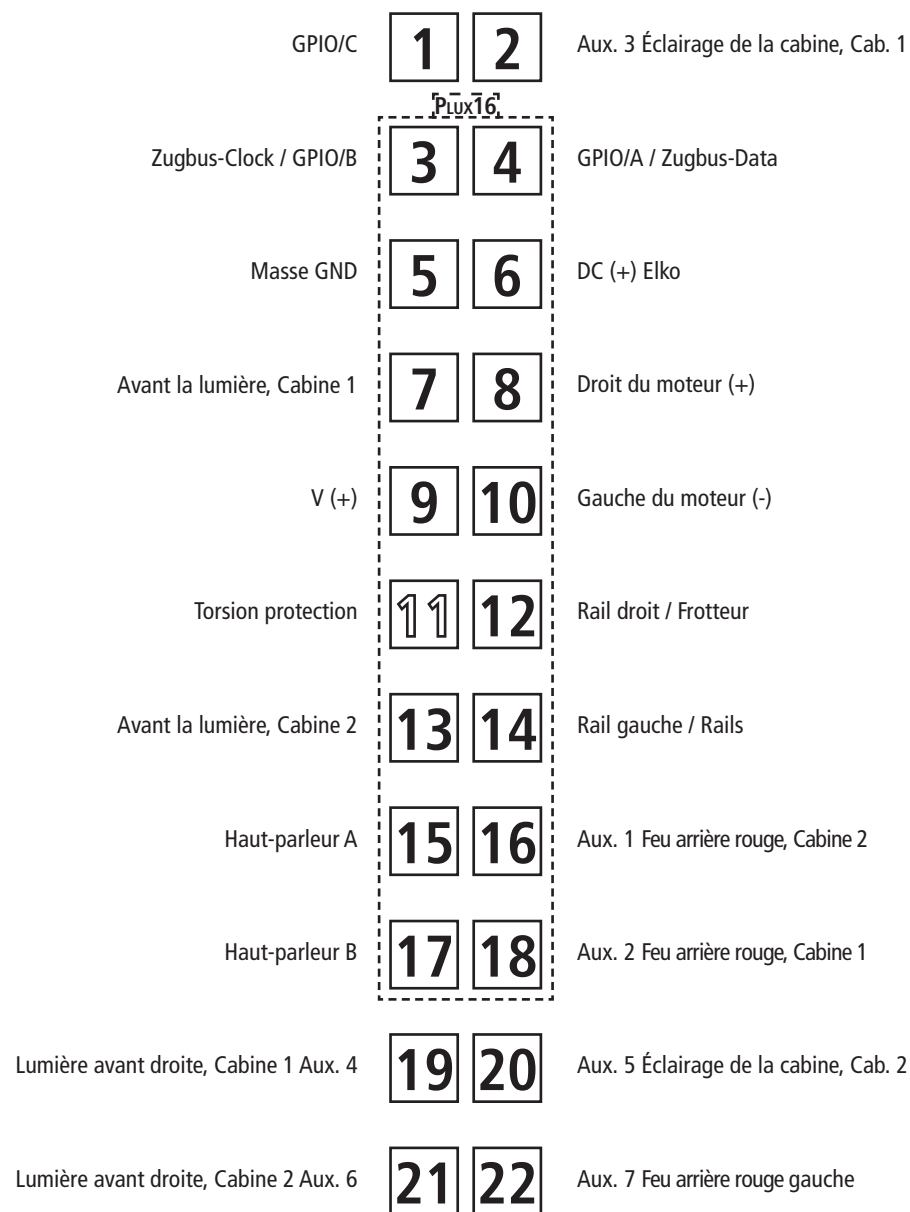 GPIO/C 1 2 Aux. 3 Éclairage de la cabine, Cab. 1
PLUX16
Zugbus-Clock / GPIO/B 3 4 GPIO/A / Zugbus-Data
Masse GND 5 6 DC (+) Elko
Avant la lumière, Cabine 1 7 8 Droit du moteur (+)
V (+) 9 10 Gauche du moteur (-)
Torsion protection 11 12 Rail droit / Frotteur
Avant la lumière, Cabine 2 13 14 Rail gauche / Rails
Haut-parleur A 15 16 Aux. 1 Feu arrière rouge, Cabine 2
Haut-parleur B 17 18 Aux. 2 Feu arrière rouge, Cabine 1
Lumière avant droite, Cabine 1 Aux. 4 19 20 Aux. 5 Éclairage de la cabine, Cab. 2
Lumière avant droite, Cabine 2 Aux. 6 21 22 Aux. 7 Feu arrière rouge gauche